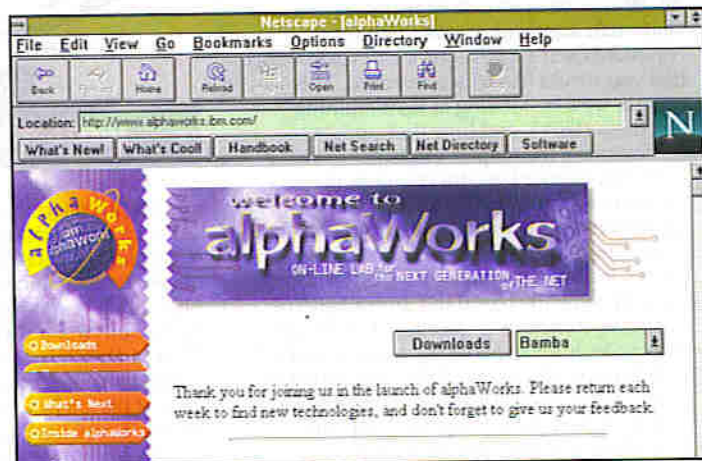 Netscape - [alphaWorks]
File Edit View Go Bookmarks Options Directory Window Help
Back Home Reload Open Print Find
Location: http://www.alphaworks.ibm.com/
What's New! What's Cool! Handbook Net Search Net Directory Software
N
alphaWorks
welcome to
alphaWorks
ON-LINE LAB for the NEXT GENERATION of THE NET
Downloads
Downloads Bamba
What's Next
Inside alphaWorks
Thank you for joining us in the launch of alphaWorks. Please return each
week to find new technologies, and don't forget to give us your feedback.